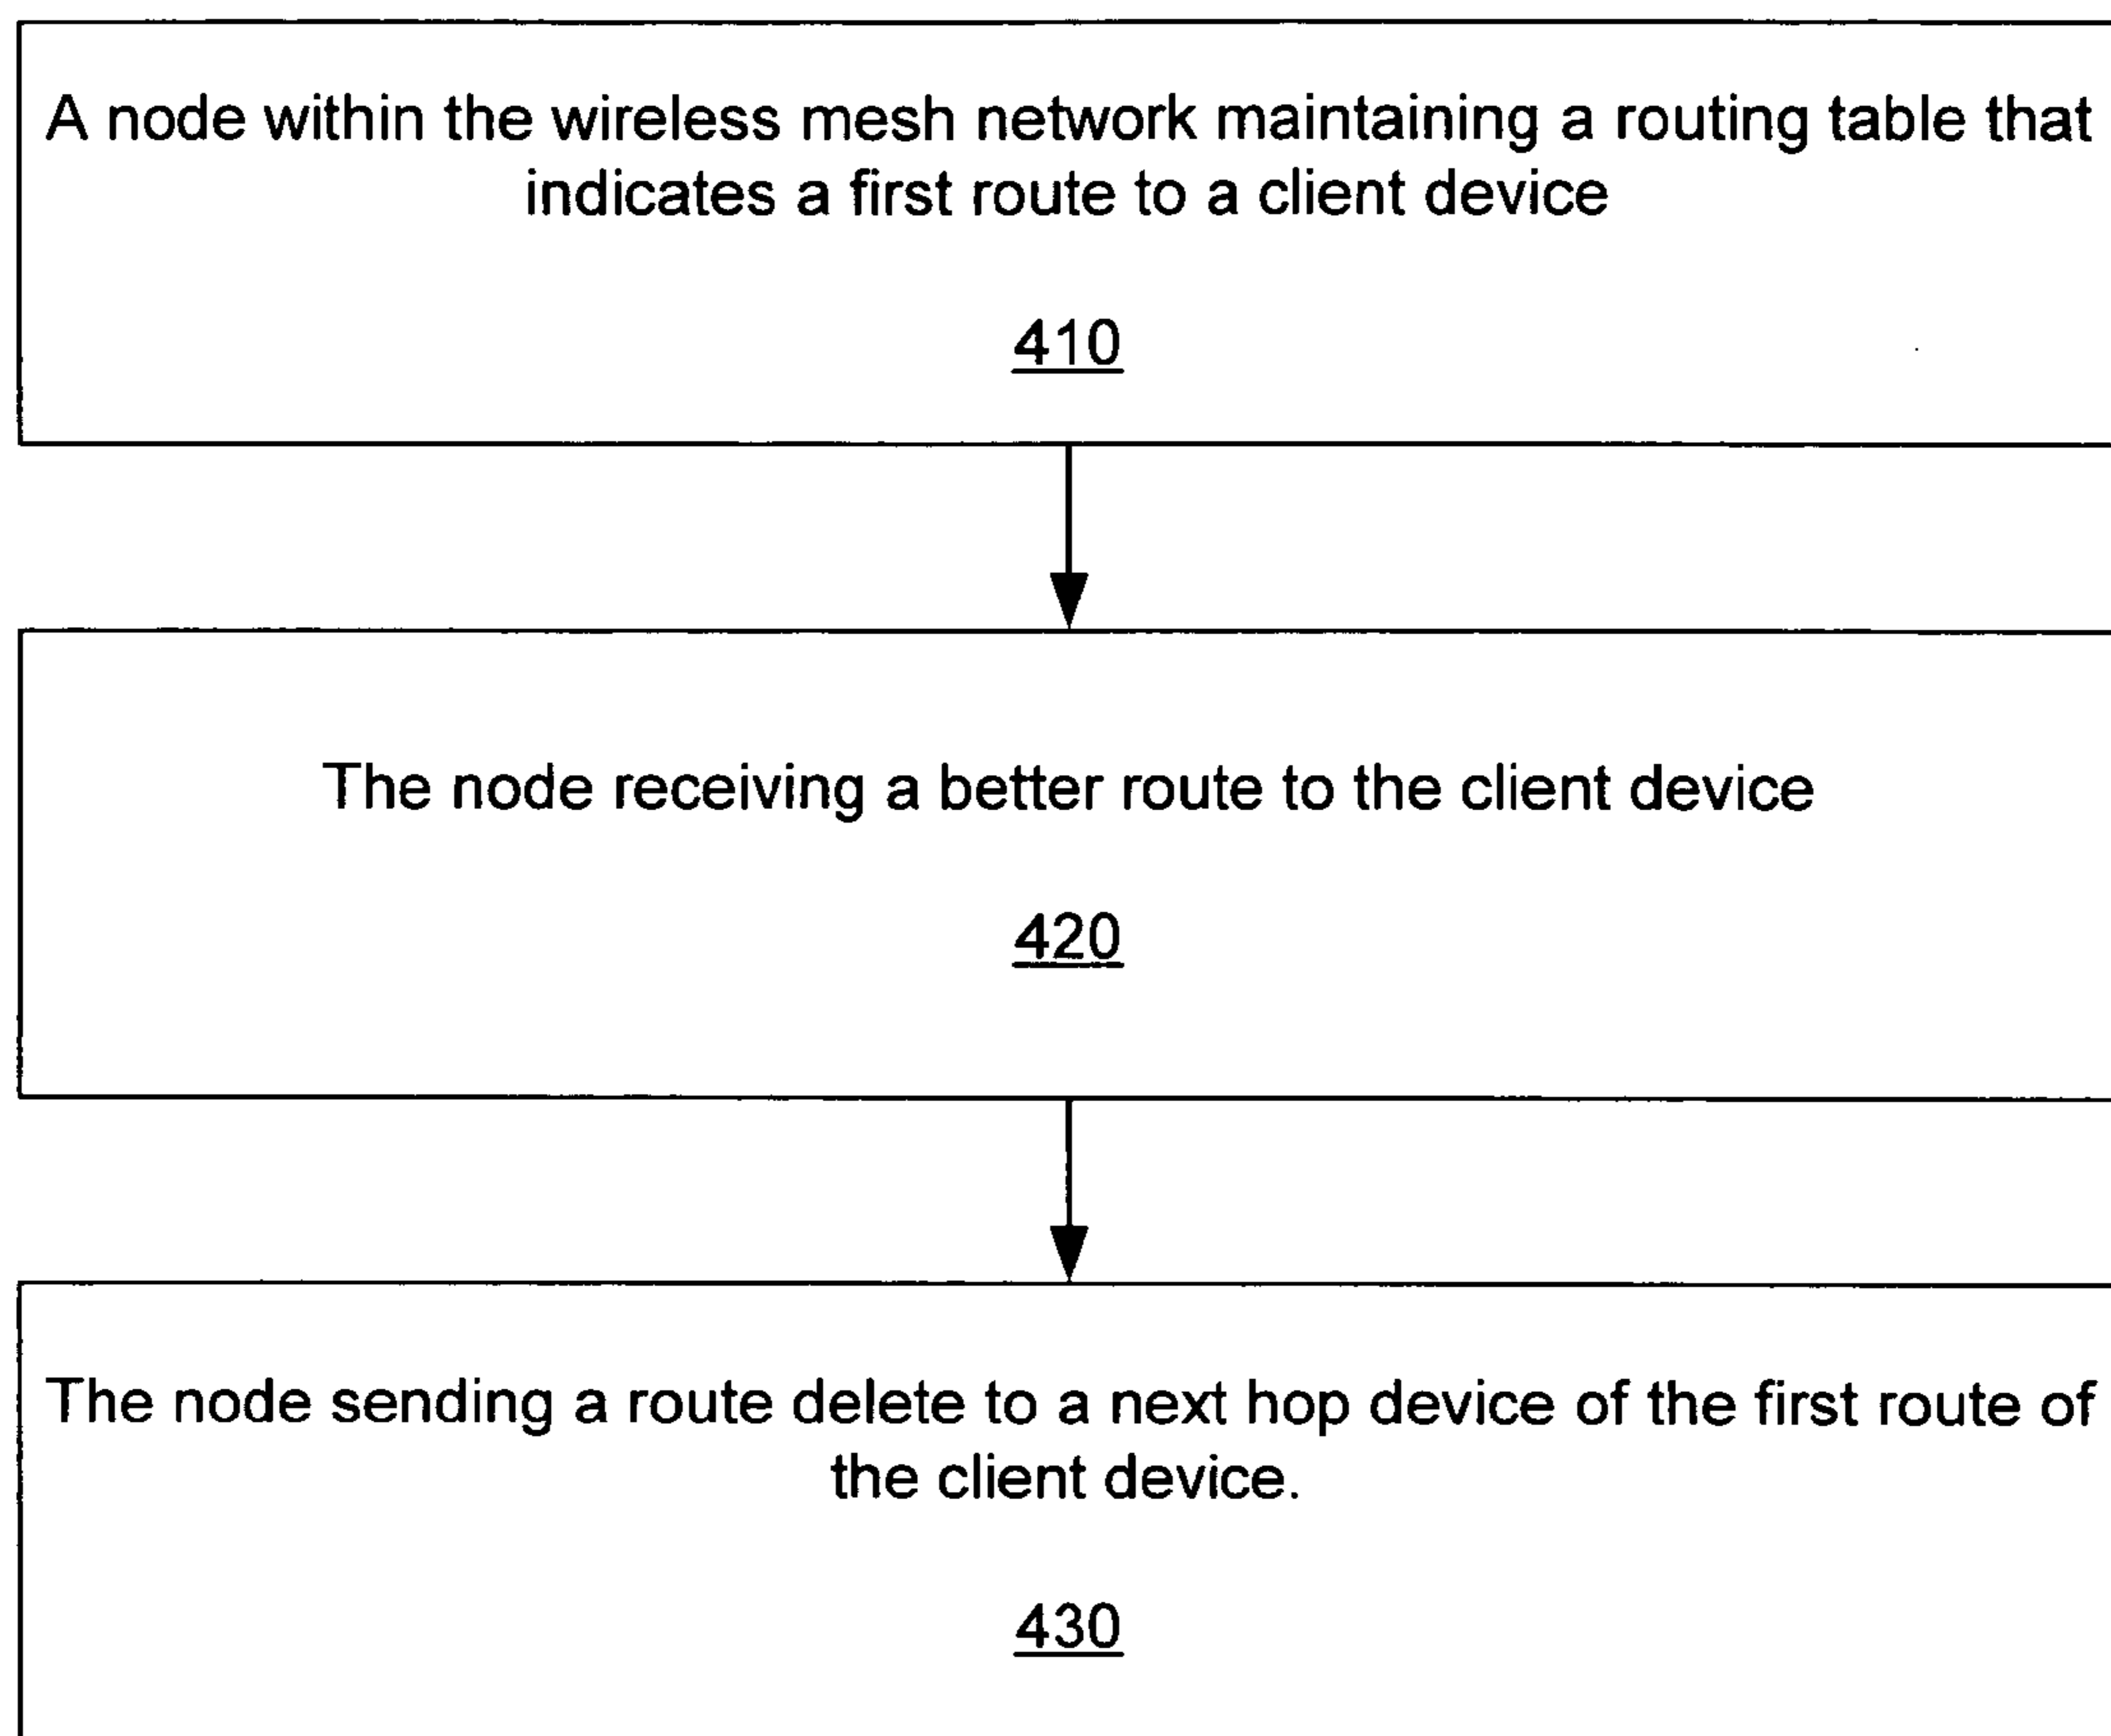 A node within the wireless mesh network maintaining a routing table that
indicates a first route to a client device
410
The node receiving a better route to the client device
420
The node sending a route delete to a next hop device of the first route of
the client device.
430